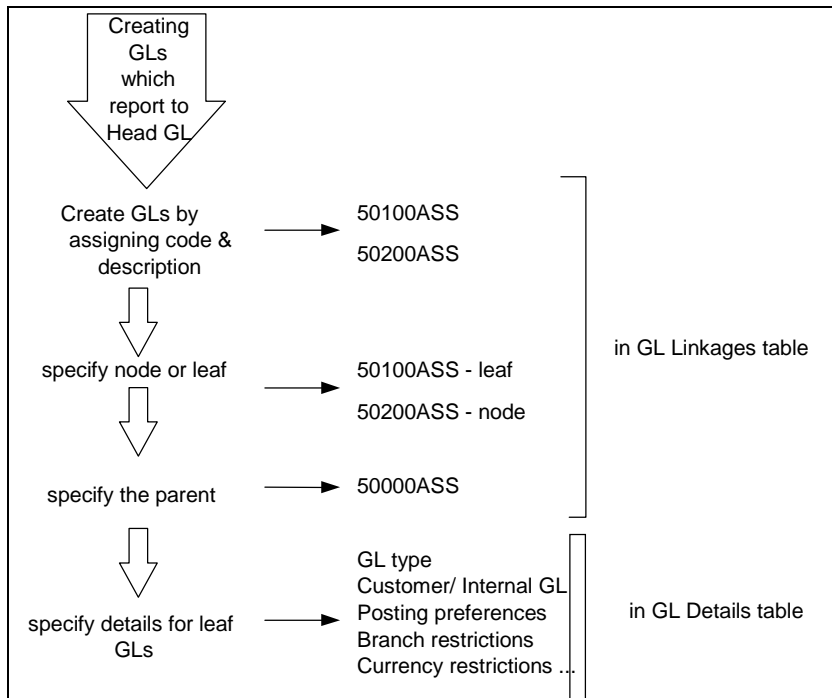 Creating
GLs
which
report to
Head GL
Create GLs by
assigning code &
description
50100ASS
50200ASS
specify node or leaf
50100ASS - leaf
50200ASS - node
in GL Linkages table
specify the parent
50000ASS
specify details for leaf
GLs
GL type
Customer/ Internal GL
Posting preferences
Branch restrictions
Currency restrictions ...
in GL Details table